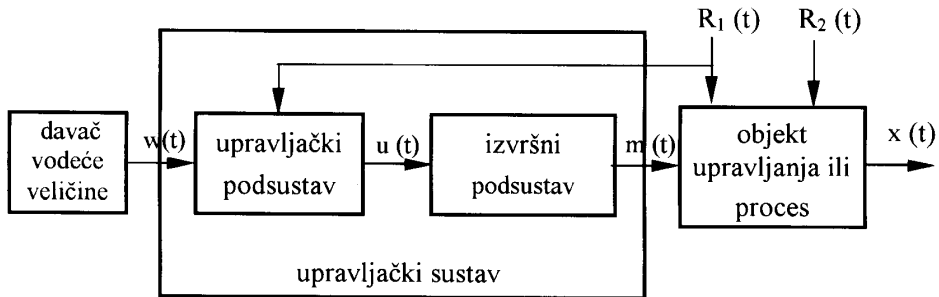 R₁ (t)
R₂ (t)
davač
vodeće
veličine
w(t)
upravljački
podsustav
u (t)
izvršni
podsustav
m (t)
objekt
upravljanja ili
proces
x (t)
upravljački sustav